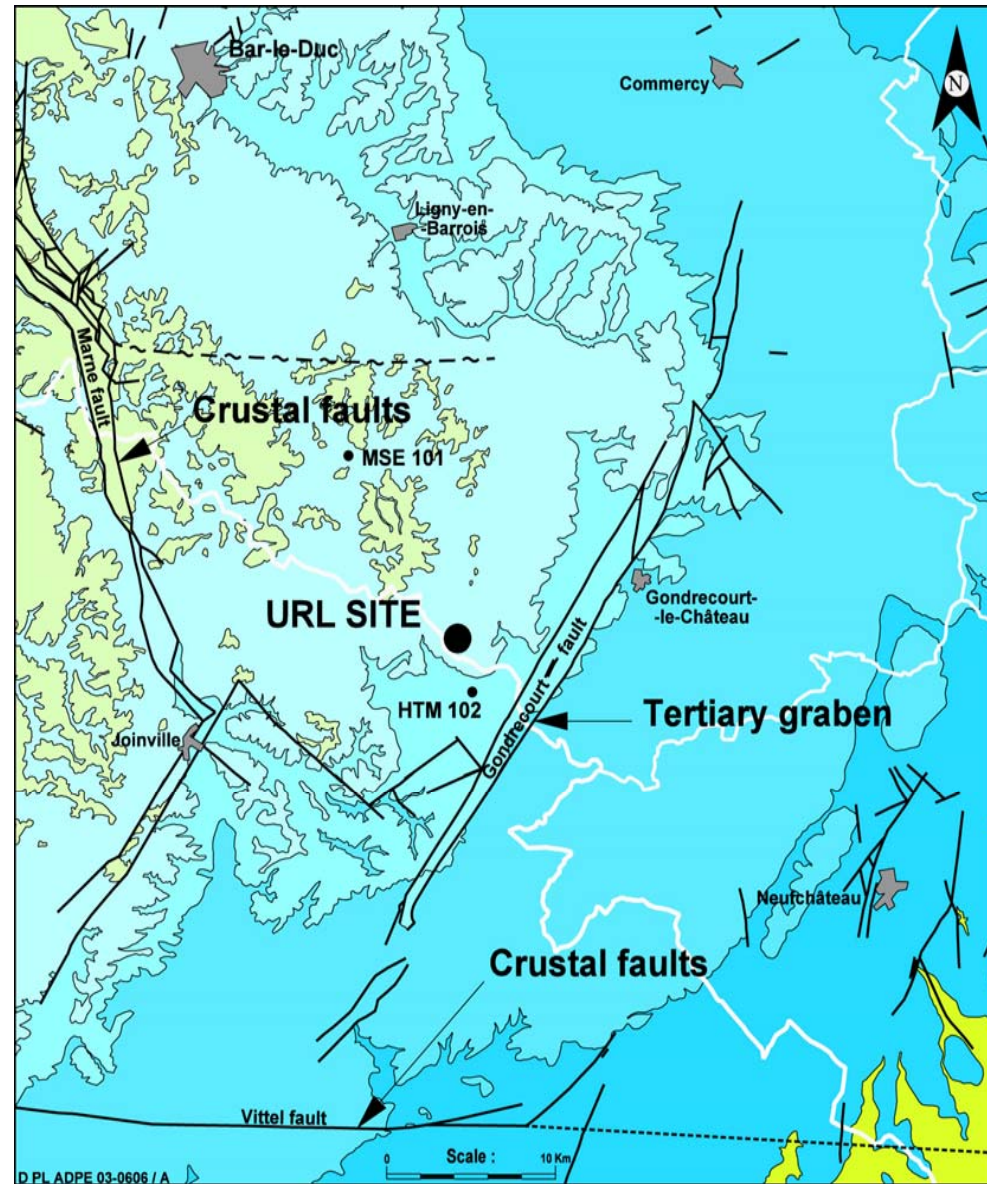 Bar-le-Duc
Commercy
N
Ligny-en-
-Barrois
Marne fault
Crustal faults
MSE 101
URL SITE
Gondrecourt-
-le-Château
HTM 102
Gondrecourt fault
Tertiary graben
Joinville
Neufchâteau
Crustal faults
Vittel fault
Scale :
0
10 Km
D PL ADPE 03-0606 / A